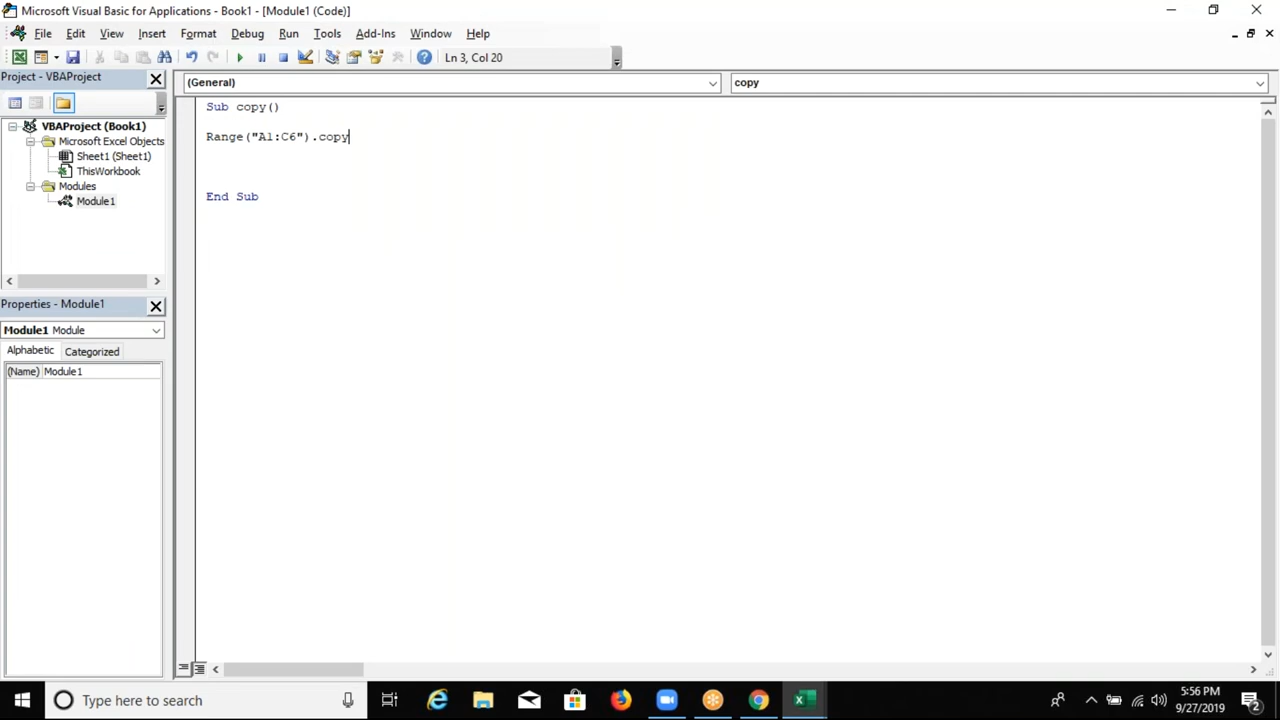 Microsoft Visual Basic for Applications - Book1 - [Module1 (Code)]
File Edit View Insert Format Debug Run Tools Add-Ins Window Help
Ln 3, Col 20
Project - VBAProject
(General)
copy
VBAProject (Book1)
Microsoft Excel Objects
Sheet1 (Sheet1)
ThisWorkbook
Modules
Module1
Sub copy()
Range("A1:C6").copy
End Sub
Properties - Module1
Module1 Module
Alphabetic Categorized
(Name) Module1
Type here to search
5:56 PM
9/27/2019
2